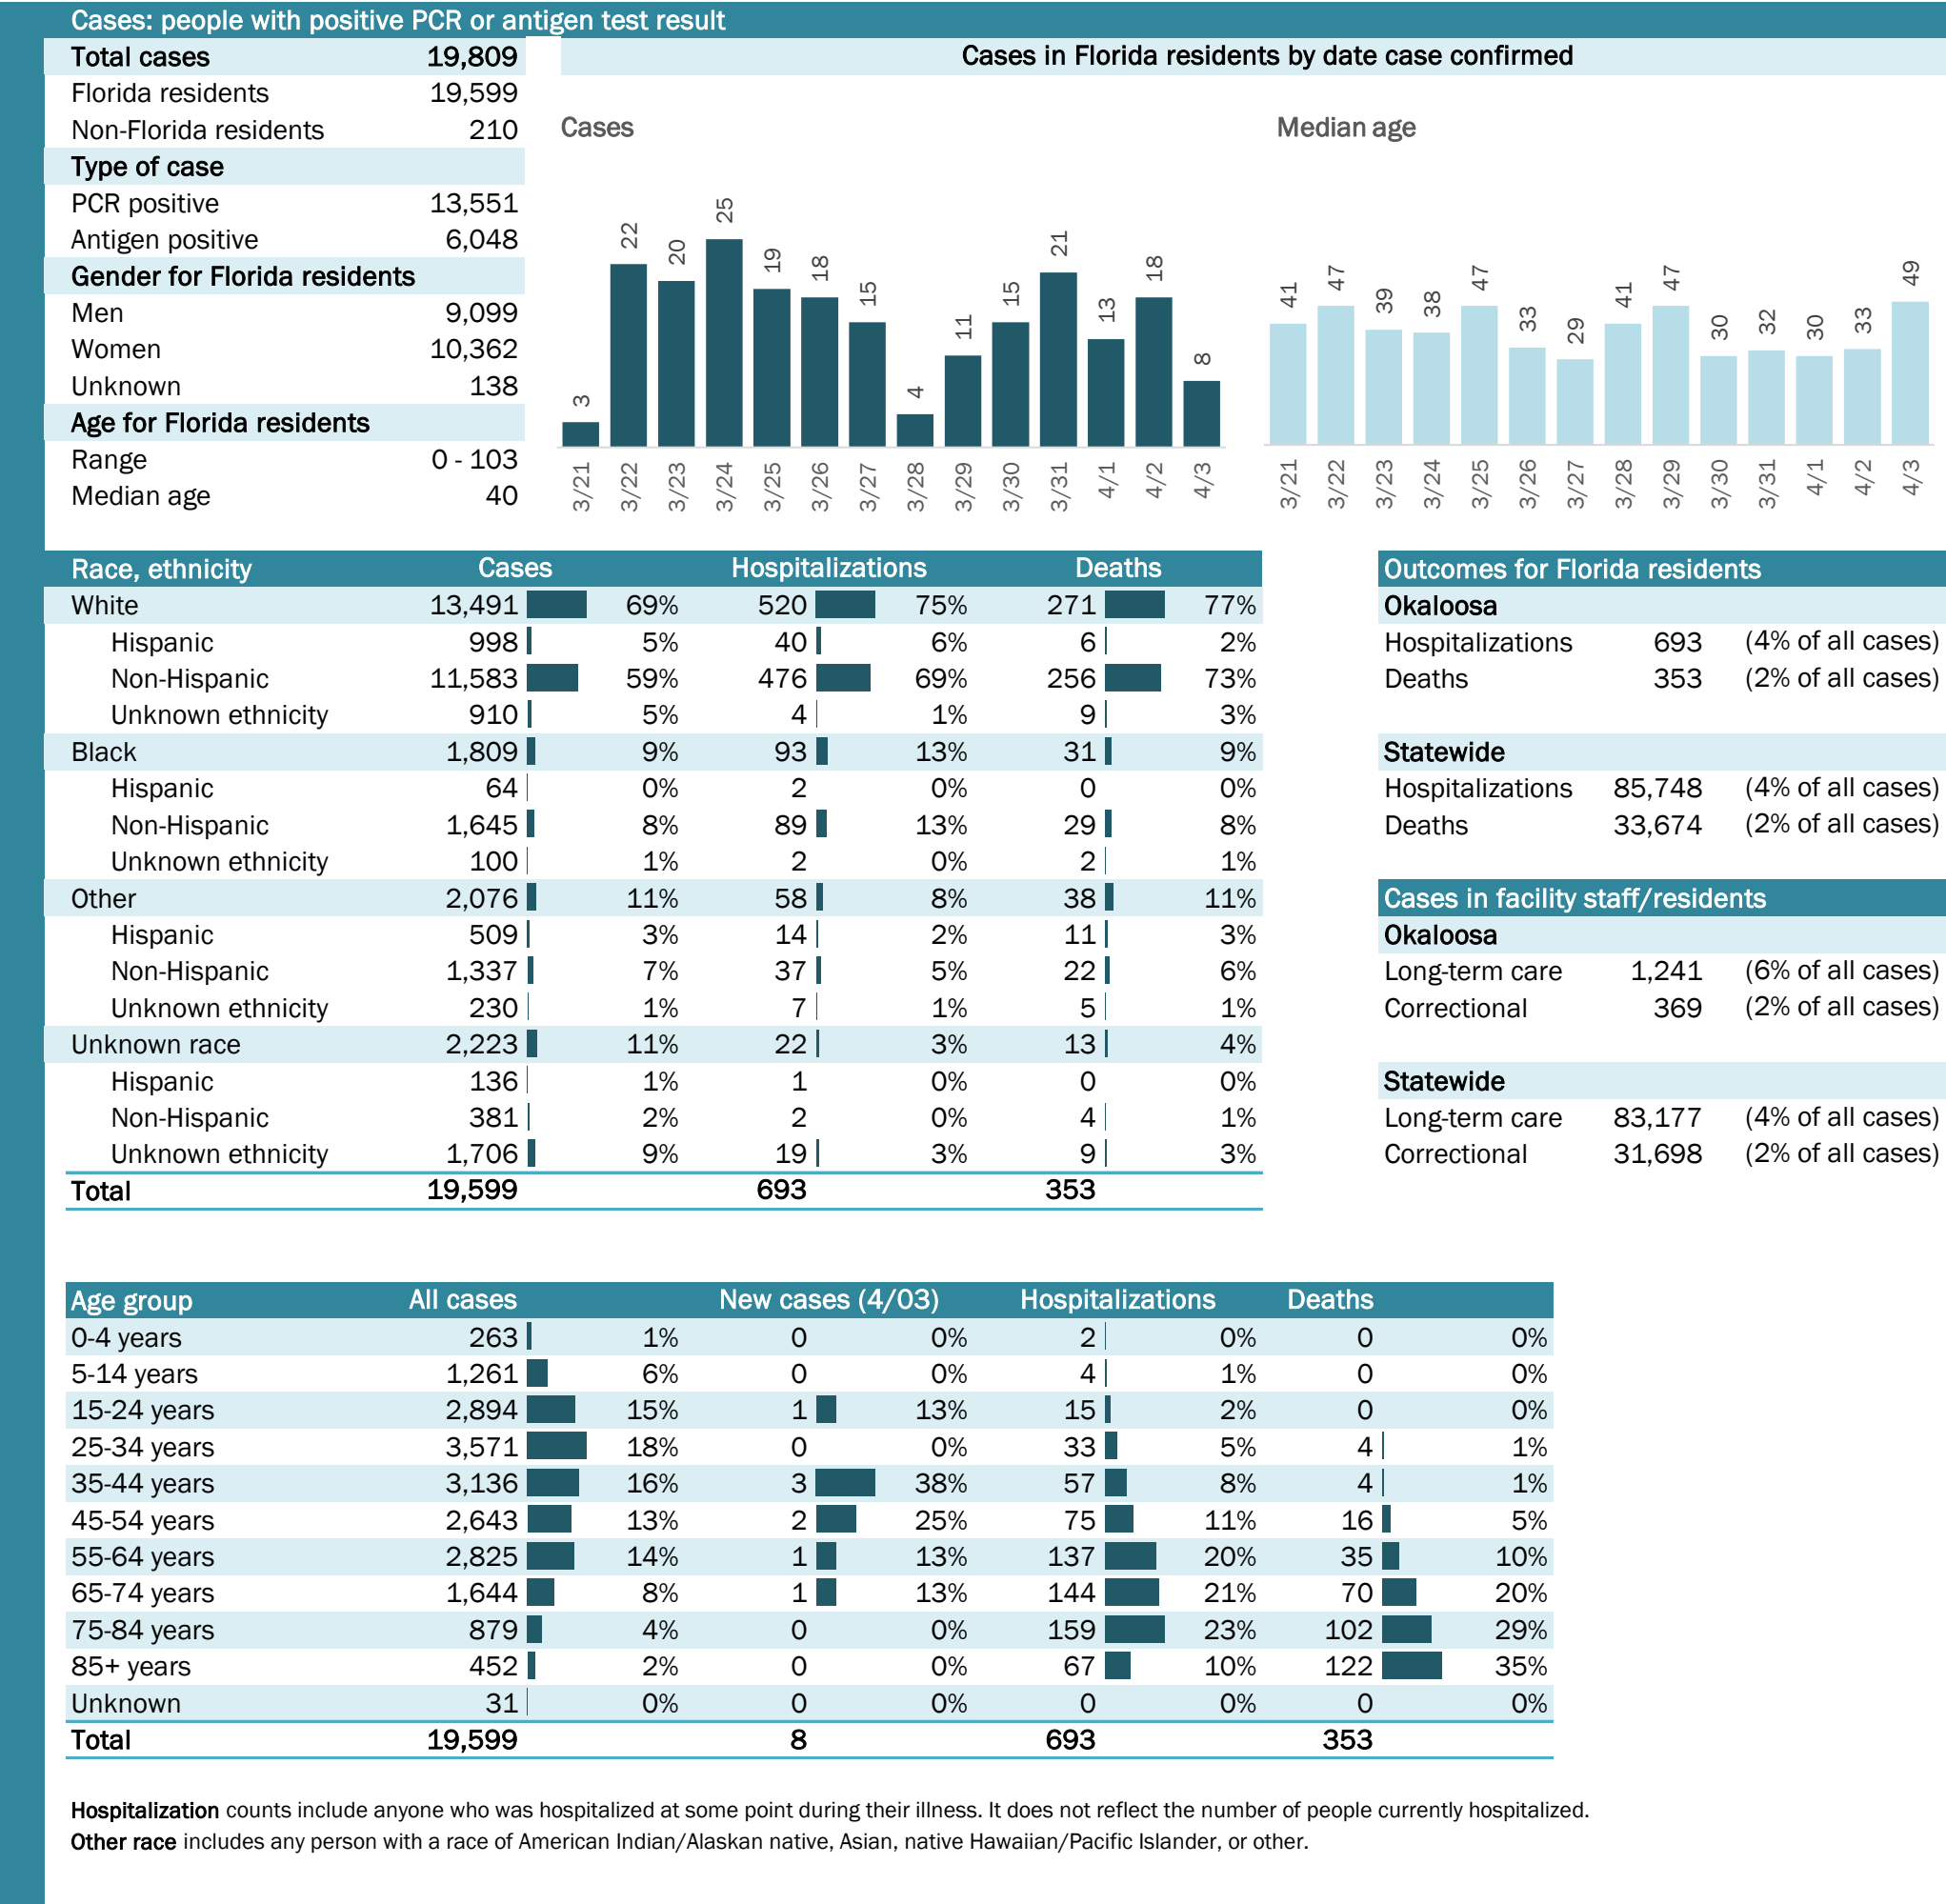 Cases: people with positive PCR or antigen test result
Total cases 19,809
Florida residents 19,599
Non-Florida residents 210
Type of case
PCR positive 13,551
Antigen positive 6,048
Gender for Florida residents
Men 9,099
Women 10,362
Unknown 138
Age for Florida residents
Range 0 - 103
Median age 40
Cases in Florida residents by date case confirmed
Cases
3 22 20 25 19 18 15 4 11 15 21 13 18 8
3/21 3/22 3/23 3/24 3/25 3/26 3/27 3/28 3/29 3/30 3/31 4/1 4/2 4/3
Median age
41 47 39 38 47 33 29 41 47 30 32 30 33 49
3/21 3/22 3/23 3/24 3/25 3/26 3/27 3/28 3/29 3/30 3/31 4/1 4/2 4/3
Race, ethnicity Cases Hospitalizations Deaths
White 13,491 69% 520 75% 271 77%
Hispanic 998 5% 40 6% 6 2%
Non-Hispanic 11,583 59% 476 69% 256 73%
Unknown ethnicity 910 5% 4 1% 9 3%
Black 1,809 9% 93 13% 31 9%
Hispanic 64 0% 2 0% 0 0%
Non-Hispanic 1,645 8% 89 13% 29 8%
Unknown ethnicity 100 1% 2 0% 2 1%
Other 2,076 11% 58 8% 38 11%
Hispanic 509 3% 14 2% 11 3%
Non-Hispanic 1,337 7% 37 5% 22 6%
Unknown ethnicity 230 1% 7 1% 5 1%
Unknown race 2,223 11% 22 3% 13 4%
Hispanic 136 1% 1 0% 0 0%
Non-Hispanic 381 2% 2 0% 4 1%
Unknown ethnicity 1,706 9% 19 3% 9 3%
Total 19,599 693 353
Outcomes for Florida residents
Okaloosa
Hospitalizations 693 (4% of all cases)
Deaths 353 (2% of all cases)
Statewide
Hospitalizations 85,748 (4% of all cases)
Deaths 33,674 (2% of all cases)
Cases in facility staff/residents
Okaloosa
Long-term care 1,241 (6% of all cases)
Correctional 369 (2% of all cases)
Statewide
Long-term care 83,177 (4% of all cases)
Correctional 31,698 (2% of all cases)
Age group All cases New cases (4/03) Hospitalizations Deaths
0-4 years 263 1% 0 0% 2 0% 0 0%
5-14 years 1,261 6% 0 0% 4 1% 0 0%
15-24 years 2,894 15% 1 13% 15 2% 0 0%
25-34 years 3,571 18% 0 0% 33 5% 4 1%
35-44 years 3,136 16% 3 38% 57 8% 4 1%
45-54 years 2,643 13% 2 25% 75 11% 16 5%
55-64 years 2,825 14% 1 13% 137 20% 35 10%
65-74 years 1,644 8% 1 13% 144 21% 70 20%
75-84 years 879 4% 0 0% 159 23% 102 29%
85+ years 452 2% 0 0% 67 10% 122 35%
Unknown 31 0% 0 0% 0 0% 0 0%
Total 19,599 8 693 353
Hospitalization counts include anyone who was hospitalized at some point during their illness. It does not reflect the number of people currently hospitalized.
Other race includes any person with a race of American Indian/Alaskan native, Asian, native Hawaiian/Pacific Islander, or other.